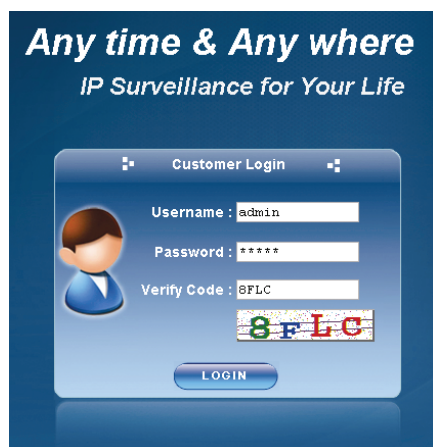 Any time & Any where
IP Surveillance for Your Life
Customer Login
Username : admin
Password : *****
Verify Code : 8FLC
8FLC
LOGIN